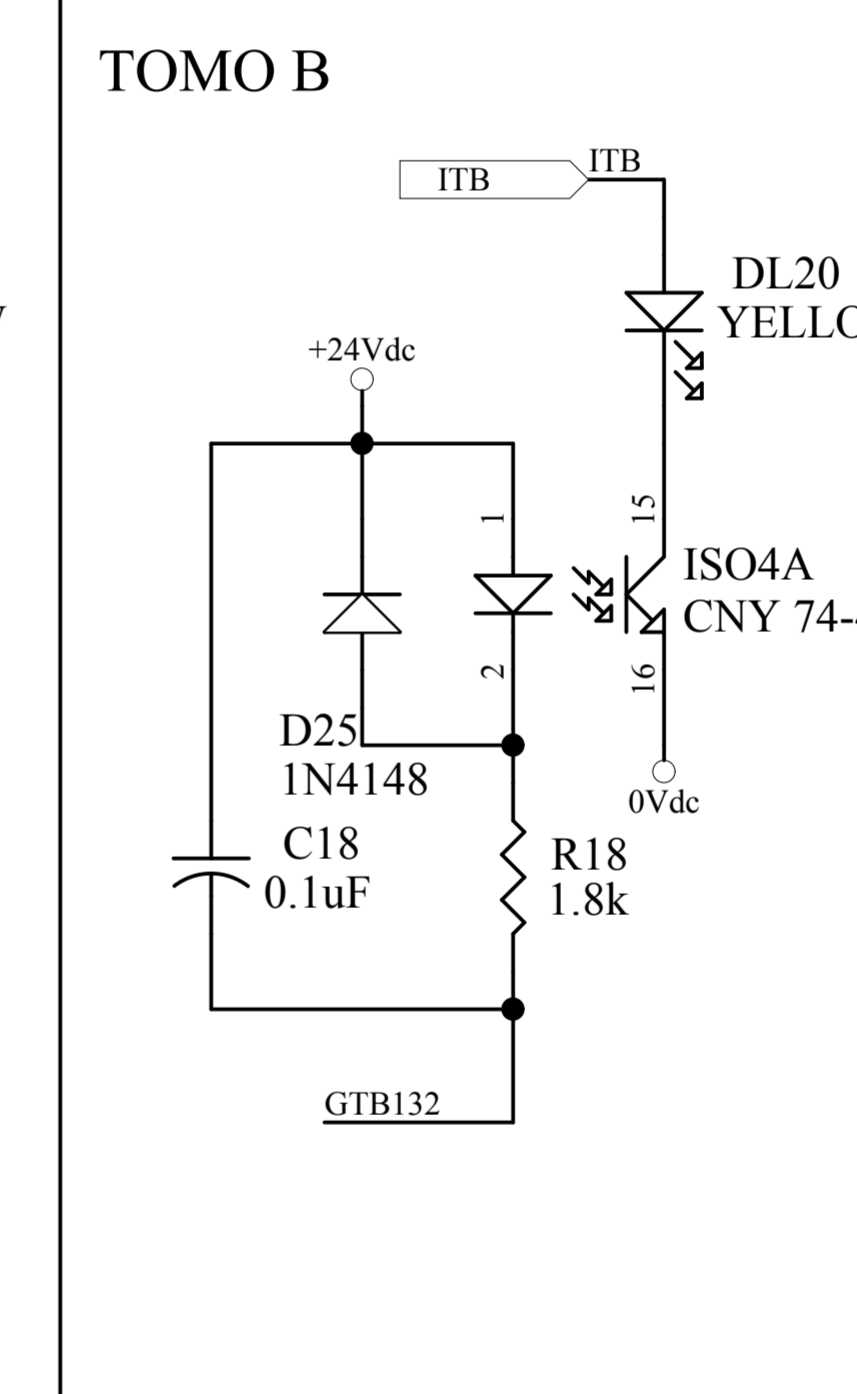 TOMO B
ITB
ITB
DL20
+24Vdc
1
15
ISO4A
2
16
D25
1N4148
0Vdc
C18
0.1uF
R18
1.8k
GTB132